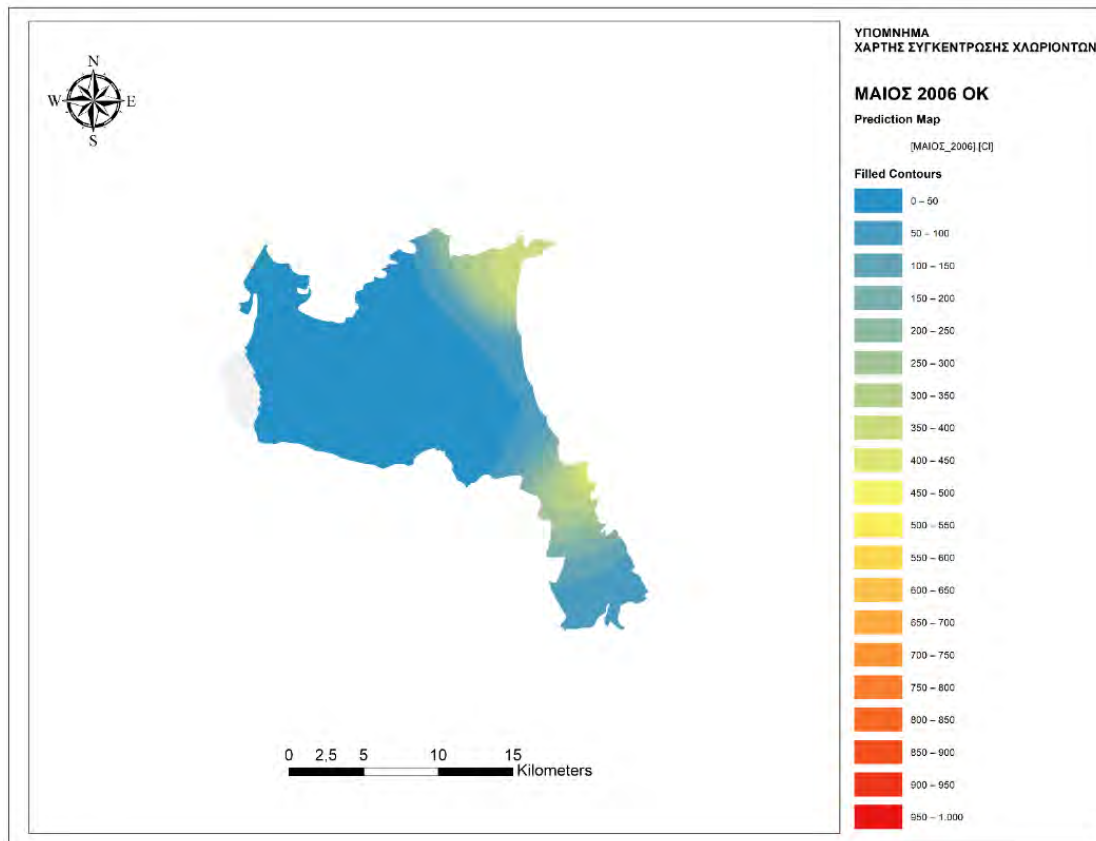 N
W E
S
0 2,5 5 10 15
Kilometers
ΥΠΟΜΝΗΜΑ
ΧΑΡΤΗΣ ΣΥΓΚΕΝΤΡΩΣΗΣ ΧΛΩΡΙΟΝΤΩΝ
ΜΑΙΟΣ 2006 ΟΚ
Prediction Map
[ΜΑΙΟΣ_2006].[Cl]
Filled Contours
0 – 50
50 – 100
100 – 150
150 – 200
200 – 250
250 – 300
300 – 350
350 – 400
400 – 450
450 – 500
500 – 550
550 – 600
600 – 650
650 – 700
700 – 750
750 – 800
800 – 850
850 – 900
900 – 950
950 – 1.000